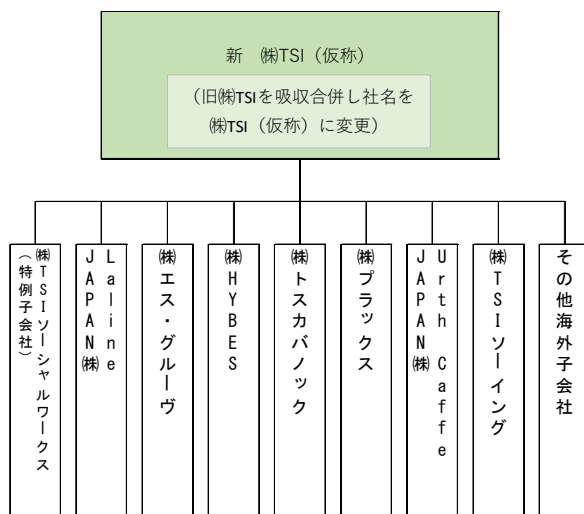 新　㈱TSI（仮称）
（旧㈱TSIを吸収合併し社名を
㈱TSI（仮称）に変更）
㈱TSIソーシャルワークス
（特例子会社）
Laline
JAPAN㈱
㈱エス・グルーヴ
㈱HYBES
㈱トスカバノック
㈱プラックス
Urth Caffe
JAPAN㈱
㈱TSIソーイング
その他海外子会社